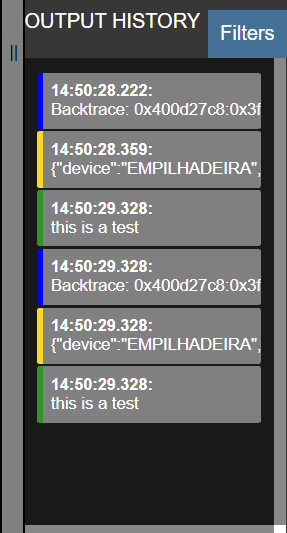 OUTPUT HISTORY
Filters
14:50:28.222:
Backtrace: 0x400d27c8:0x3f
14:50:28.359:
{"device":"EMPILHADEIRA",
14:50:29.328:
this is a test
14:50:29.328:
Backtrace: 0x400d27c8:0x3f
14:50:29.328:
{"device":"EMPILHADEIRA",
14:50:29.328:
this is a test